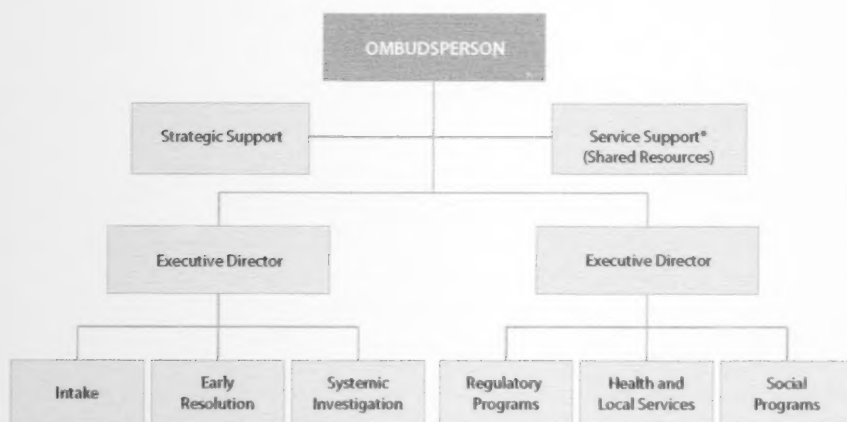 OMBUDSPERSON
Strategic Support
Service Support*
(Shared Resources)
Executive Director
Executive Director
Intake
Early
Resolution
Systemic
Investigation
Regulatory
Programs
Health and
Local Services
Social
Programs